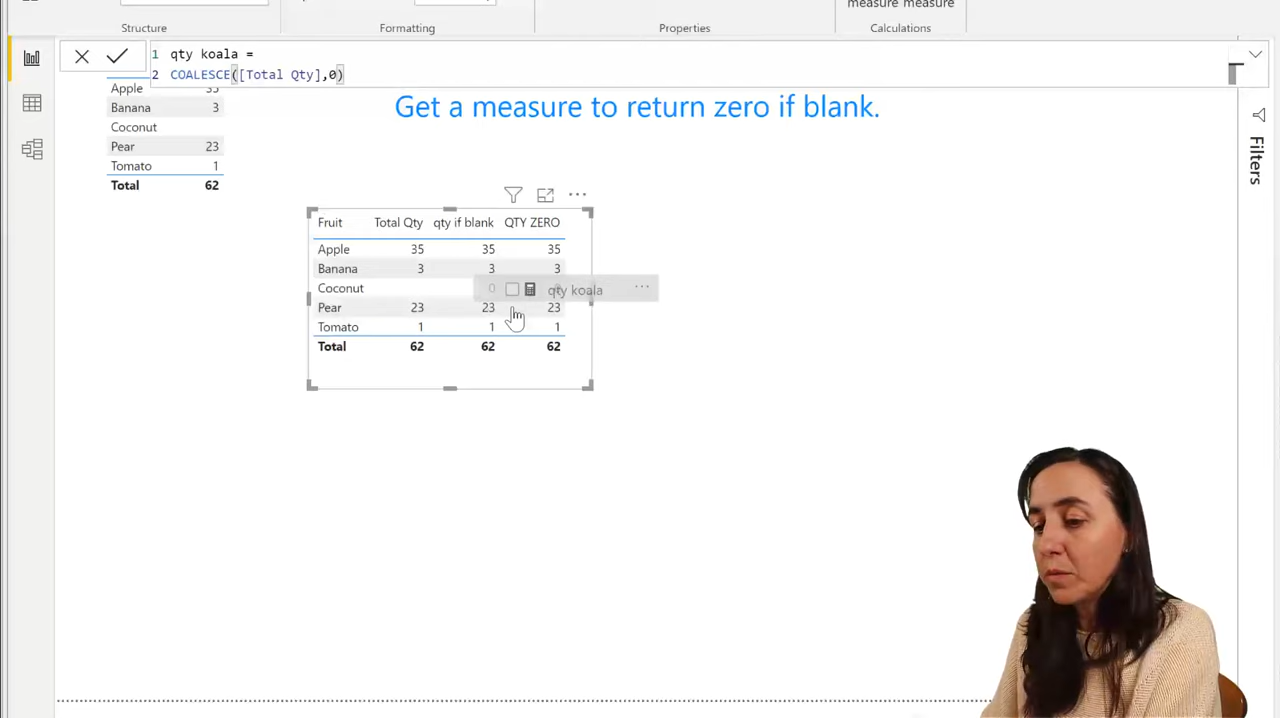 measure measure
Structure Formatting Properties Calculations
1 qty koala =
2 COALESCE([Total Qty],0)
Get a measure to return zero if blank.
Apple 35
Banana 3
Coconut
Pear 23
Tomato 1
Total 62
Fruit Total Qty qty if blank QTY ZERO
Apple 35 35 35
Banana 3 3 3
Coconut 0
qty koala
Pear 23 23 23
Tomato 1 1 1
Total 62 62 62
Filters